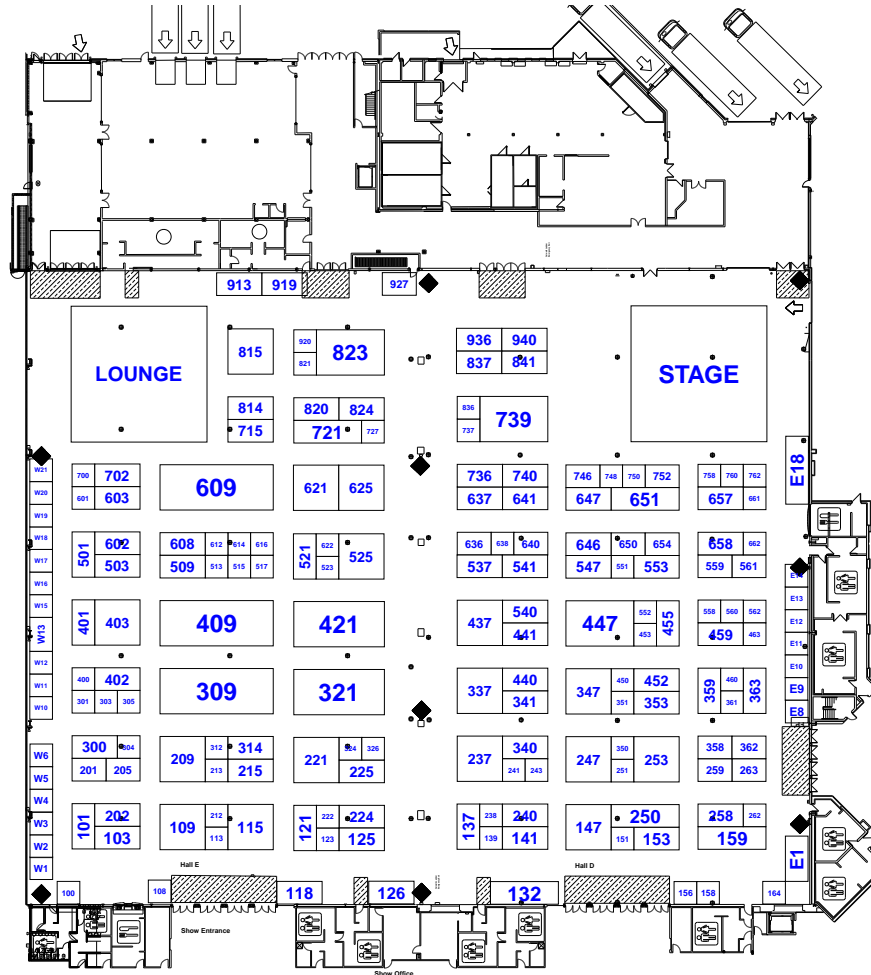 913 919 927
920 936 940
815 823
821 837 841
LOUNGE STAGE
814 820 824 836
739
715 721 727 737
W21 700 702 736 740 746 748 750 752 758 760 762 E18
609 621 625
W20 601 603 637 641 647 651 657 661
W19
W18 602 608 612 614 616 622 636 638 640 646 650 654 658 662
501 521 525
W17 503 509 513 515 517 523 537 541 547 551 553 559 561
W16
E13
W15 540 552 558 560 562
401 403 409 421 437 447 455 E12
W13 441 453 459 463
E11
W12 E10
400 402 440 450 452 460
W11 309 321 337 347 359 363 E9
301 303 305 341 351 353 361
W10 E8
300 304 312 314 324 326 340 350 358 362
W6 209 221 237 247 253
W5 201 205 213 215 225 241 243 251 259 263
W4
202 212 224 222 238 240 250 258 262
W3 101 109 115 121 137 147
103 113 123 125 139 141 151 153 159
W2
W1 E1
Hall E Hall D
100 108 118 126 132 156 158 164
Show Entrance
Show Office